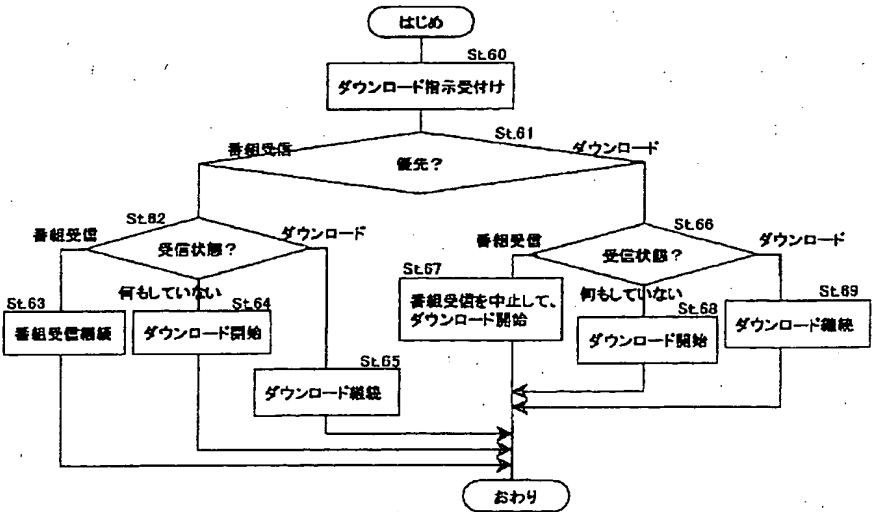 はじめ
St.60
ダウンロード指示受付け
St.61
番組受信
優先?
ダウンロード
St.62
番組受信
受信状態?
ダウンロード
何もしていない
St.63
番組受信継続
St.64
ダウンロード開始
St.65
ダウンロード継続
St.66
番組受信
受信状態?
ダウンロード
何もしていない
St.67
番組受信を中止して、
ダウンロード開始
St.68
ダウンロード開始
St.69
ダウンロード継続
おわり